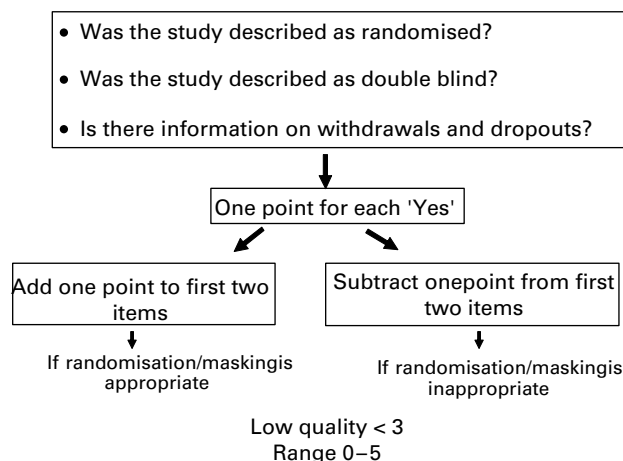 • Was the study described as randomised?
• Was the study described as double blind?
• Is there information on withdrawals and dropouts?
One point for each 'Yes'
Add one point to first two
items
Subtract onepoint from first
two items
If randomisation/maskingis
appropriate
If randomisation/maskingis
inappropriate
Low quality < 3
Range 0–5